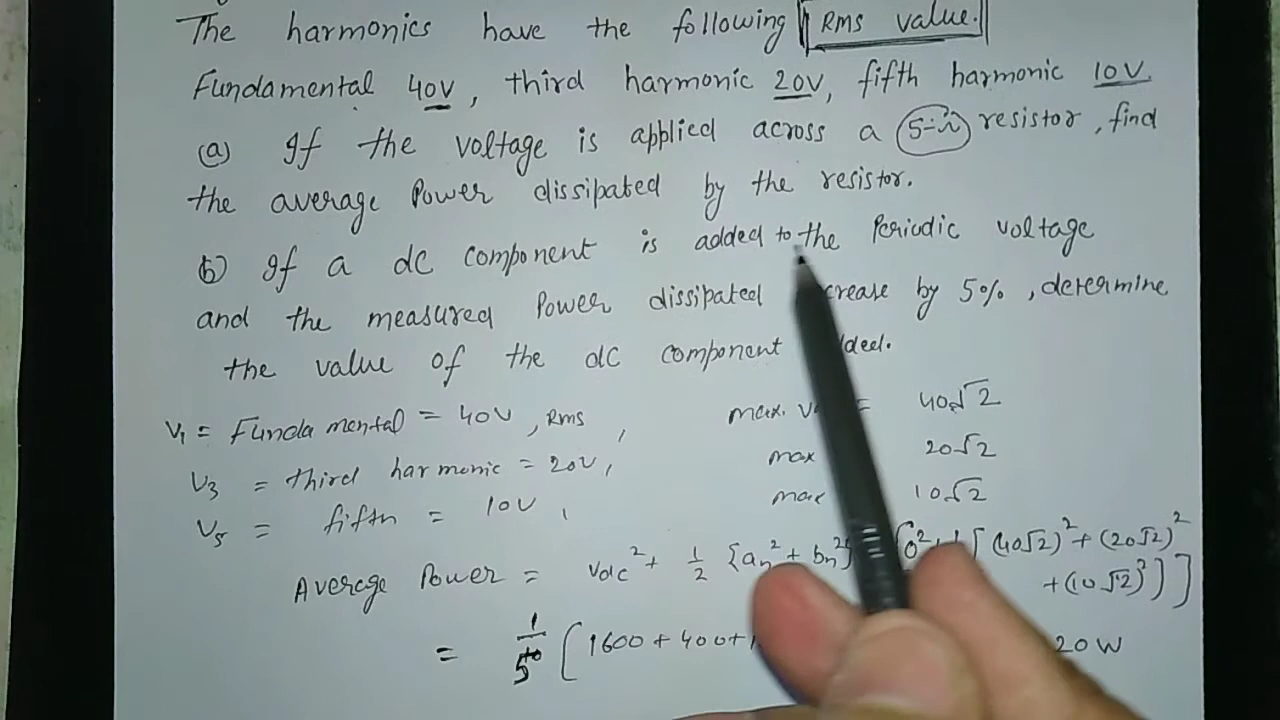 The harmonics have the following RMS value.
Fundamental 40V, third harmonic 20V, fifth harmonic 10V.
(a) If the voltage is applied across a 5-Ω resistor, find
the average Power dissipated by the resistor.
(b) If a dc component is added to the Periodic voltage
and the measured Power dissipated crease by 5%, determine
the value of the dc component
V₁ = Fundamental = 40V, RMS, max. V = 40√2
V₃ = third harmonic = 20V, max 20√2
V₅ = fifth = 10V, max 10√2
Average Power = Vdc² + 1/2 {an² + bn²} [0² + [(40√2)² + (20√2)²
+ (10√2)²)]]
= 1/5 [1600 + 400 + 20W